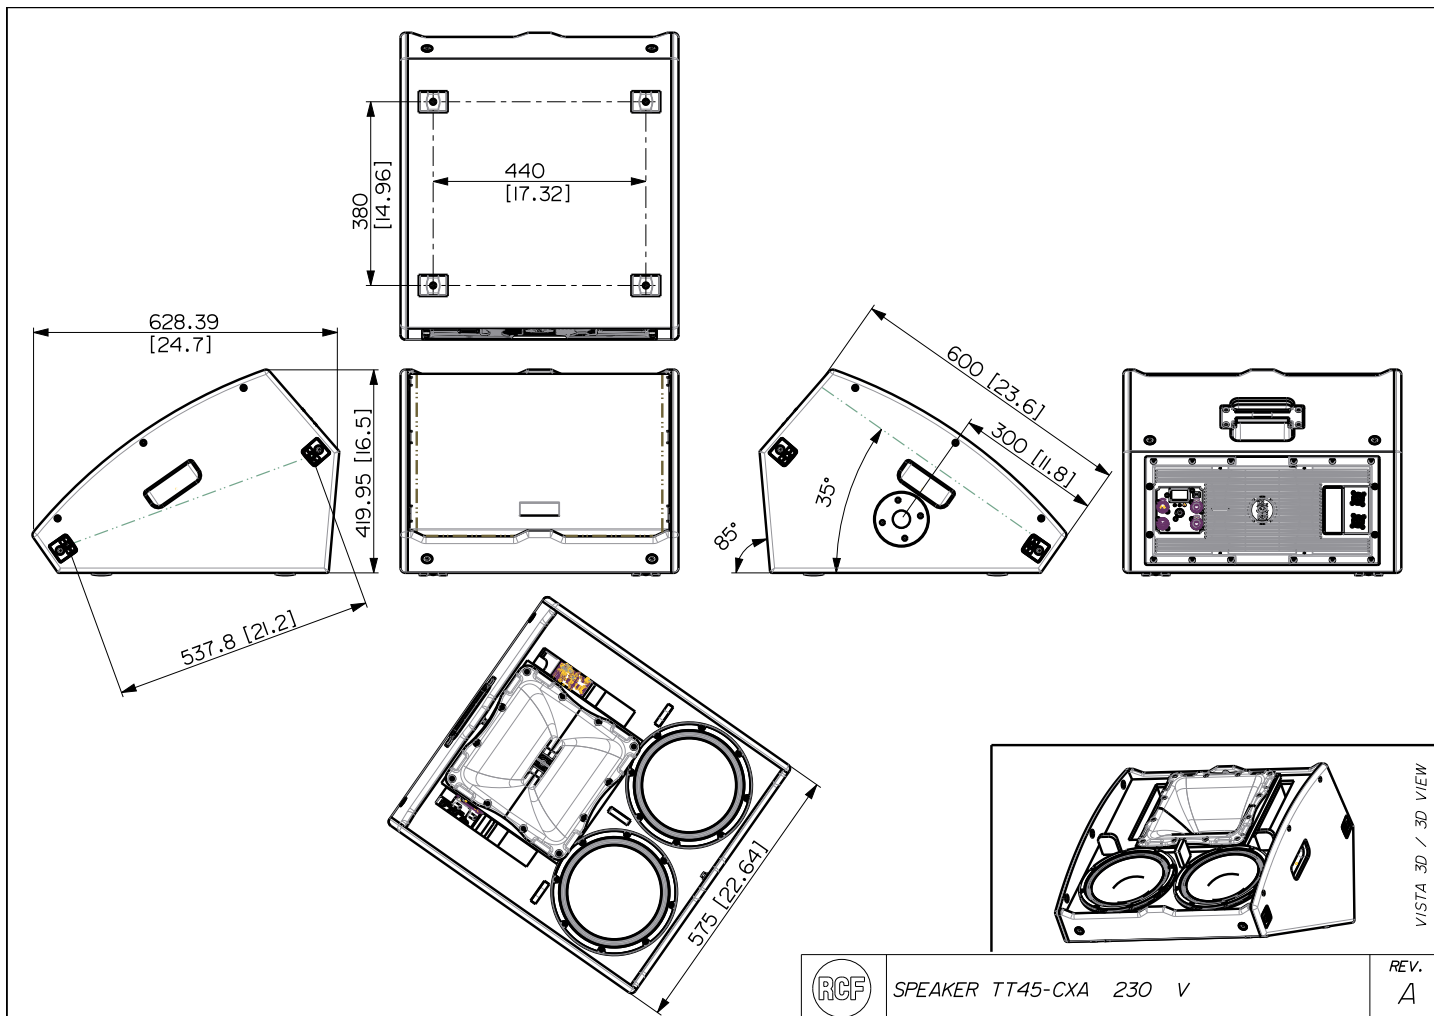 440
[17.32]
380
[14.96]
628.39
[24.7]
419.95 [16.5]
537.8 [21.2]
600 [23.6]
300 [11.8]
35°
85°
575 [22.64]
VISTA 3D / 3D VIEW
RCF
SPEAKER TT45-CXA 230 V
REV.
A